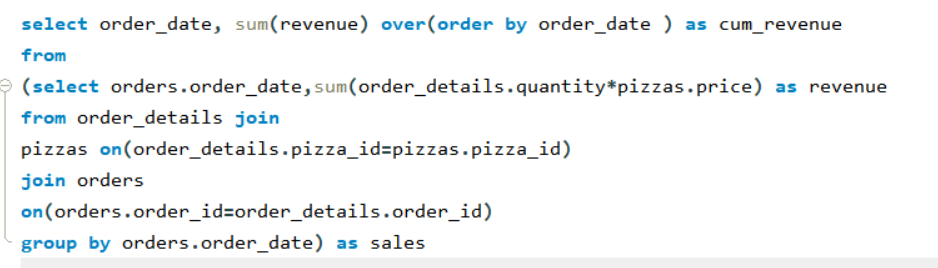 select order_date, sum(revenue) over(order by order_date ) as cum_revenue
from
(select orders.order_date,sum(order_details.quantity*pizzas.price) as revenue
from order_details join
pizzas on(order_details.pizza_id=pizzas.pizza_id)
join orders
on(orders.order_id=order_details.order_id)
group by orders.order_date) as sales